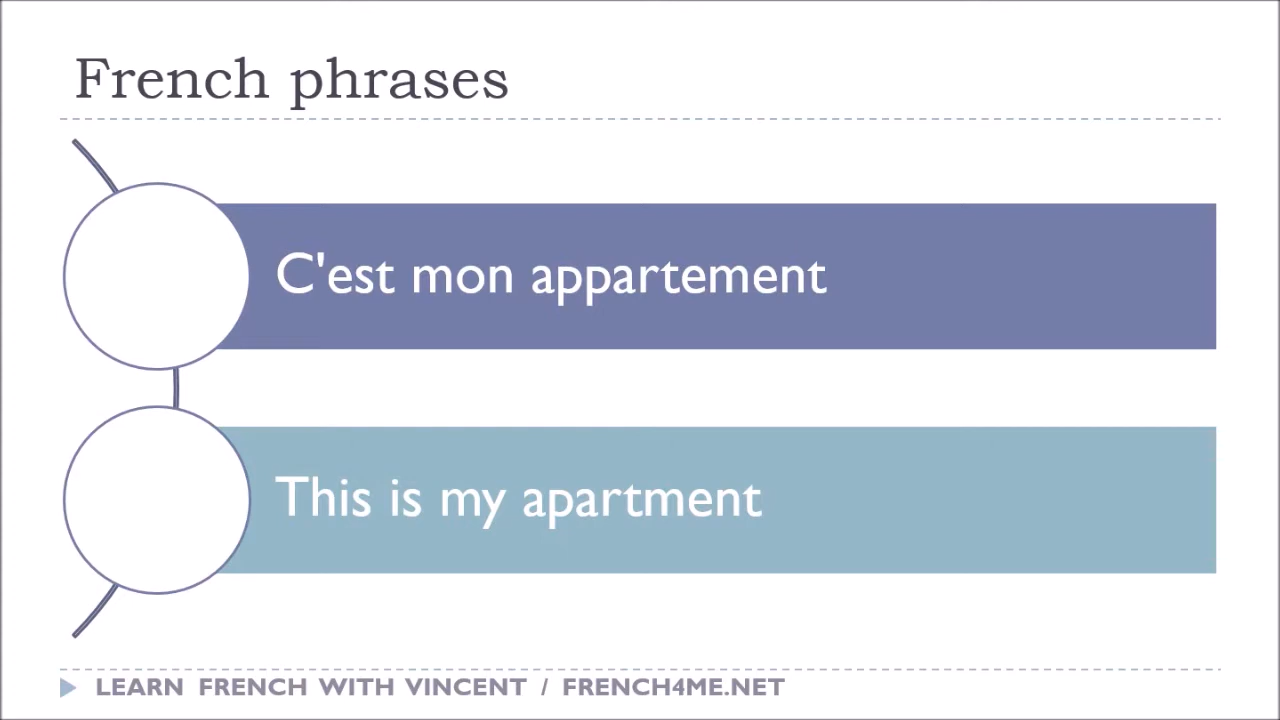 French phrases
C'est mon appartement
This is my apartment
LEARN FRENCH WITH VINCENT / FRENCH4ME.NET